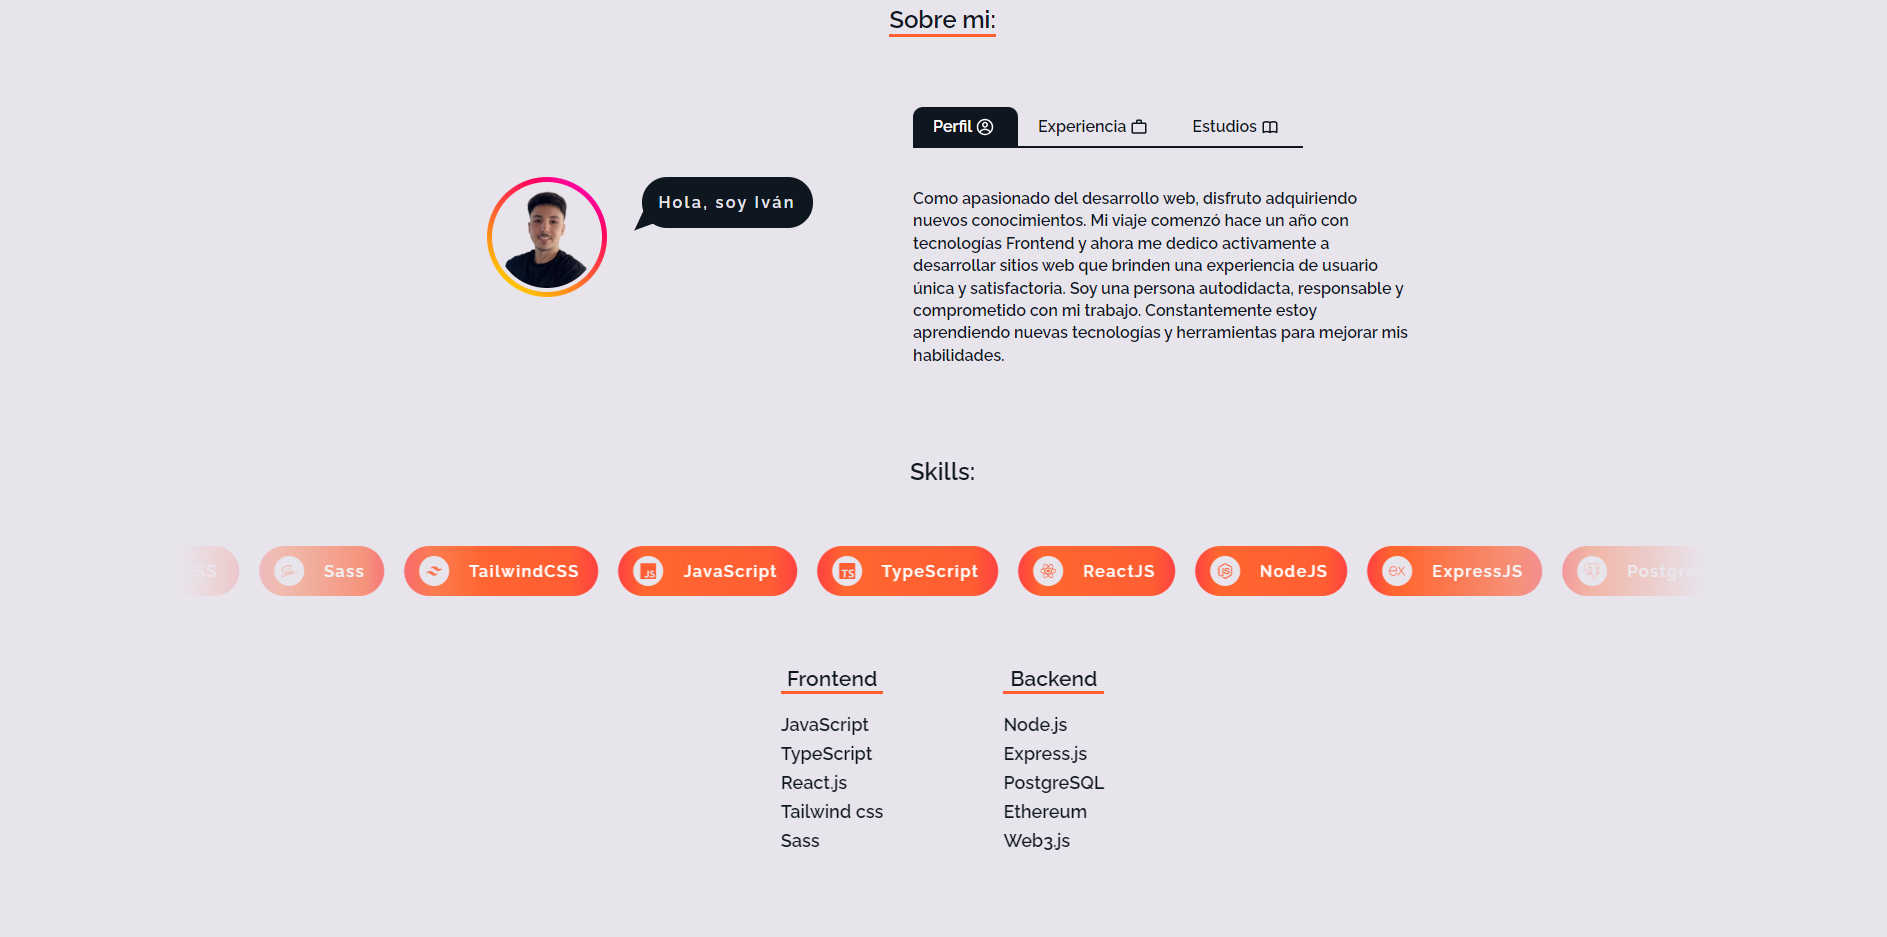 Sobre mi:
Perfil
Experiencia
Estudios
Hola, soy Iván
Como apasionado del desarrollo web, disfruto adquiriendo
nuevos conocimientos. Mi viaje comenzó hace un año con
tecnologías Frontend y ahora me dedico activamente a
desarrollar sitios web que brinden una experiencia de usuario
única y satisfactoria. Soy una persona autodidacta, responsable y
comprometido con mi trabajo. Constantemente estoy
aprendiendo nuevas tecnologías y herramientas para mejorar mis
habilidades.
Skills:
Sass
TailwindCSS
JS JavaScript
TS TypeScript
ReactJS
JS NodeJS
ex ExpressJS
Postgre
Frontend
JavaScript
TypeScript
React.js
Tailwind css
Sass
Backend
Node.js
Express.js
PostgreSQL
Ethereum
Web3.js